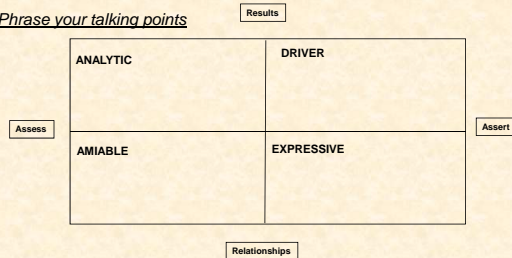 Phrase your talking points
Results
ANALYTIC
DRIVER
Assess
Assert
AMIABLE
EXPRESSIVE
Relationships